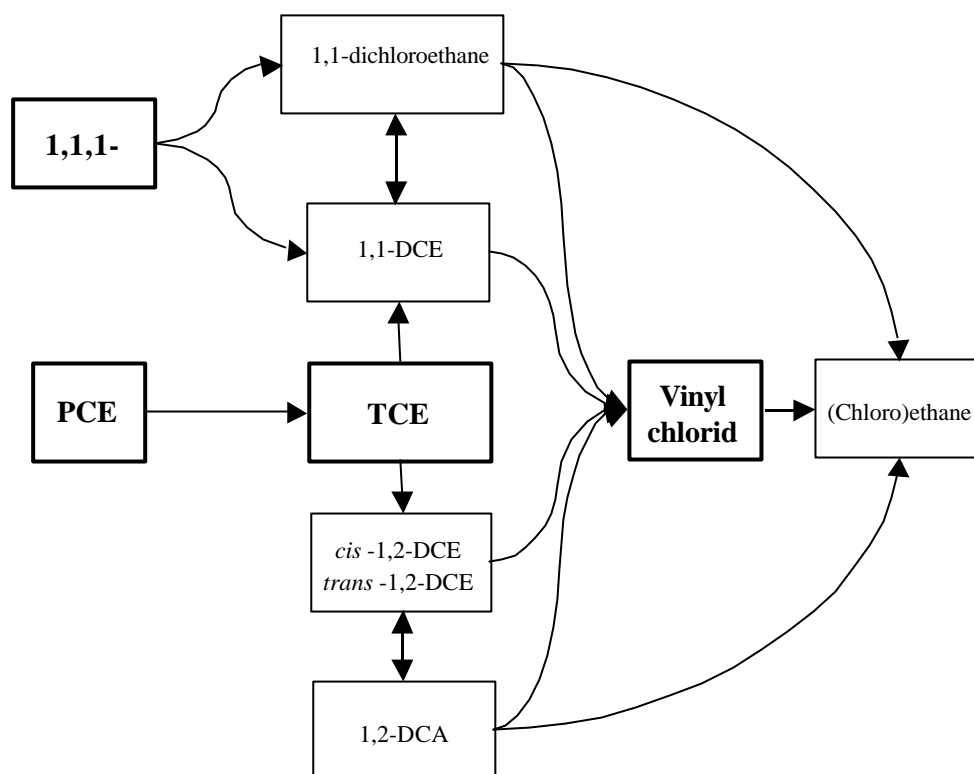 1,1-dichloroethane
1,1,1-
1,1-DCE
PCE
TCE
Vinyl
chlorid
(Chloro)ethane
cis -1,2-DCE
trans -1,2-DCE
1,2-DCA